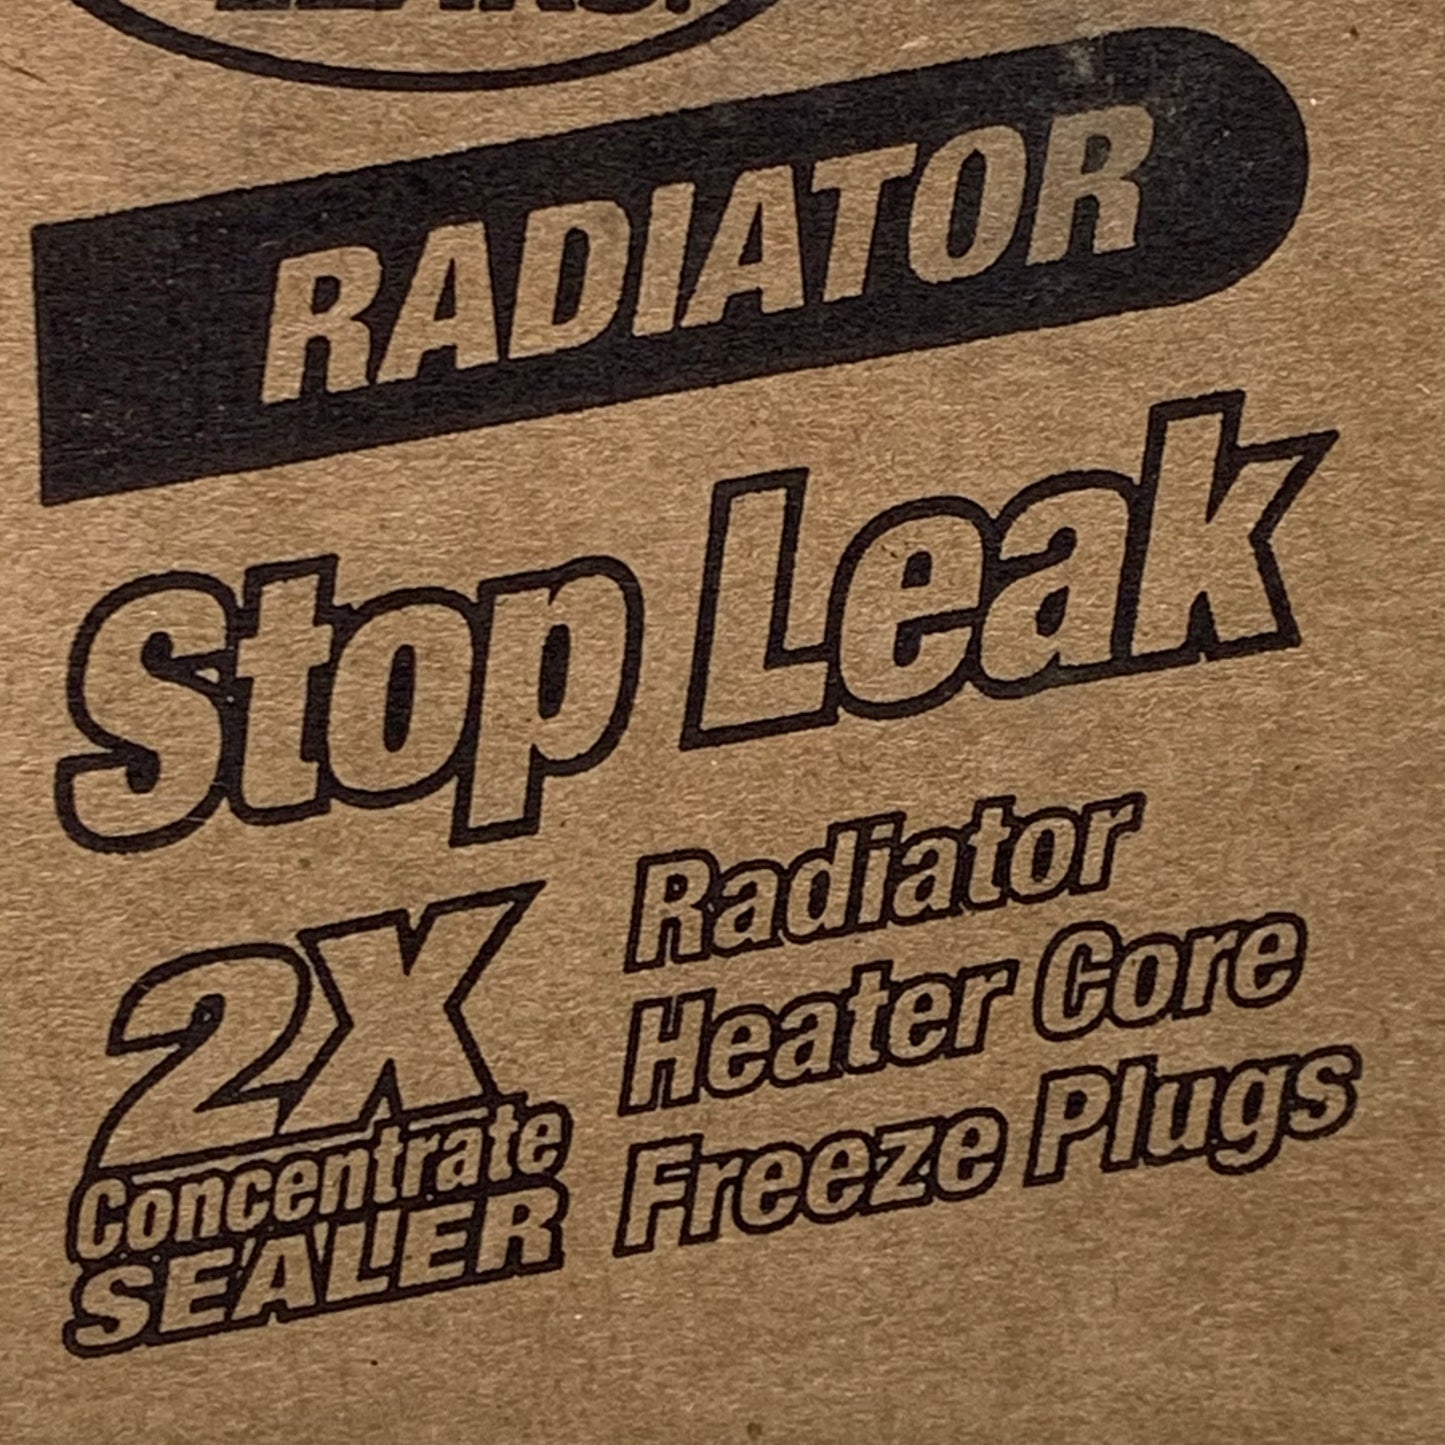 RADIATOR
Stop Leak
2X
Concentrate
SEALER
Radiator
Heater Core
Freeze Plugs